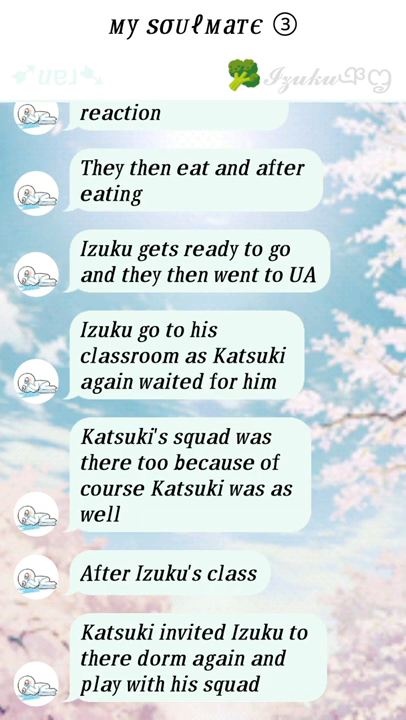 my soulmate ③
🥦Izuku
reaction
They then eat and after
eating
Izuku gets ready to go
and they then went to UA
Izuku go to his
classroom as Katsuki
again waited for him
Katsuki's squad was
there too because of
course Katsuki was as
well
After Izuku's class
Katsuki invited Izuku to
there dorm again and
play with his squad